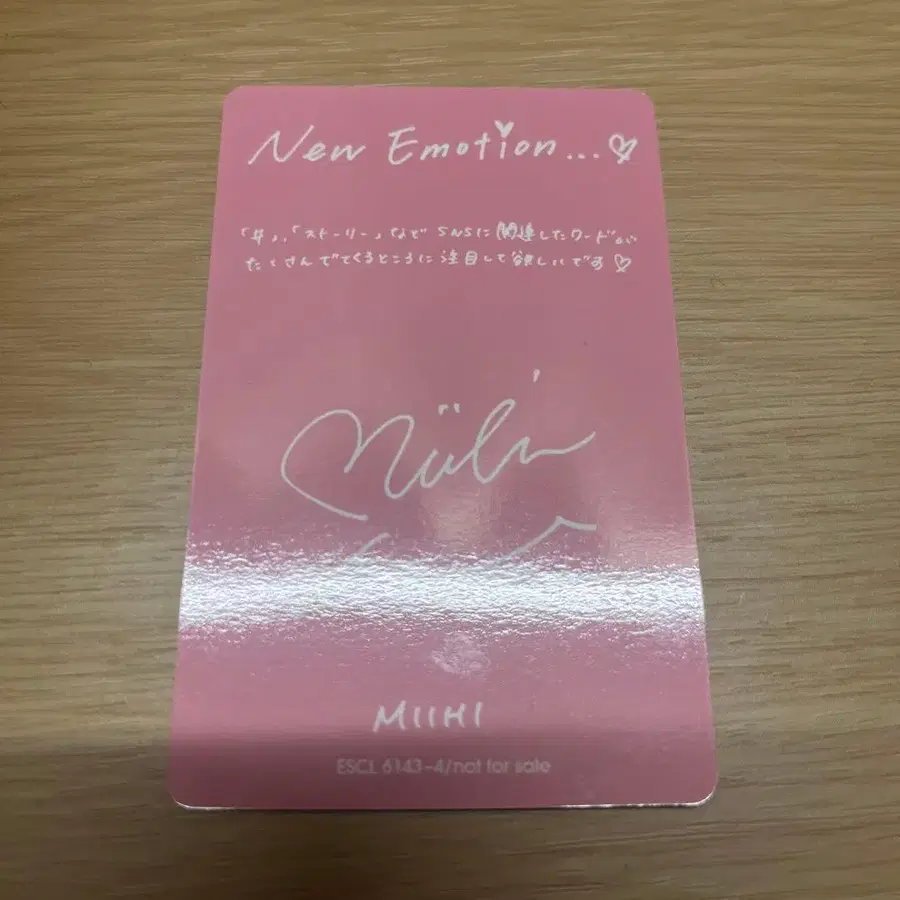 New Emotion...♡
「#」、「ストーリー」などSNSに関連したワードが
たくさんでてくるところに注目して欲しいです♡
Miihi
MIIHI
ESCL 6143-4/not for sale